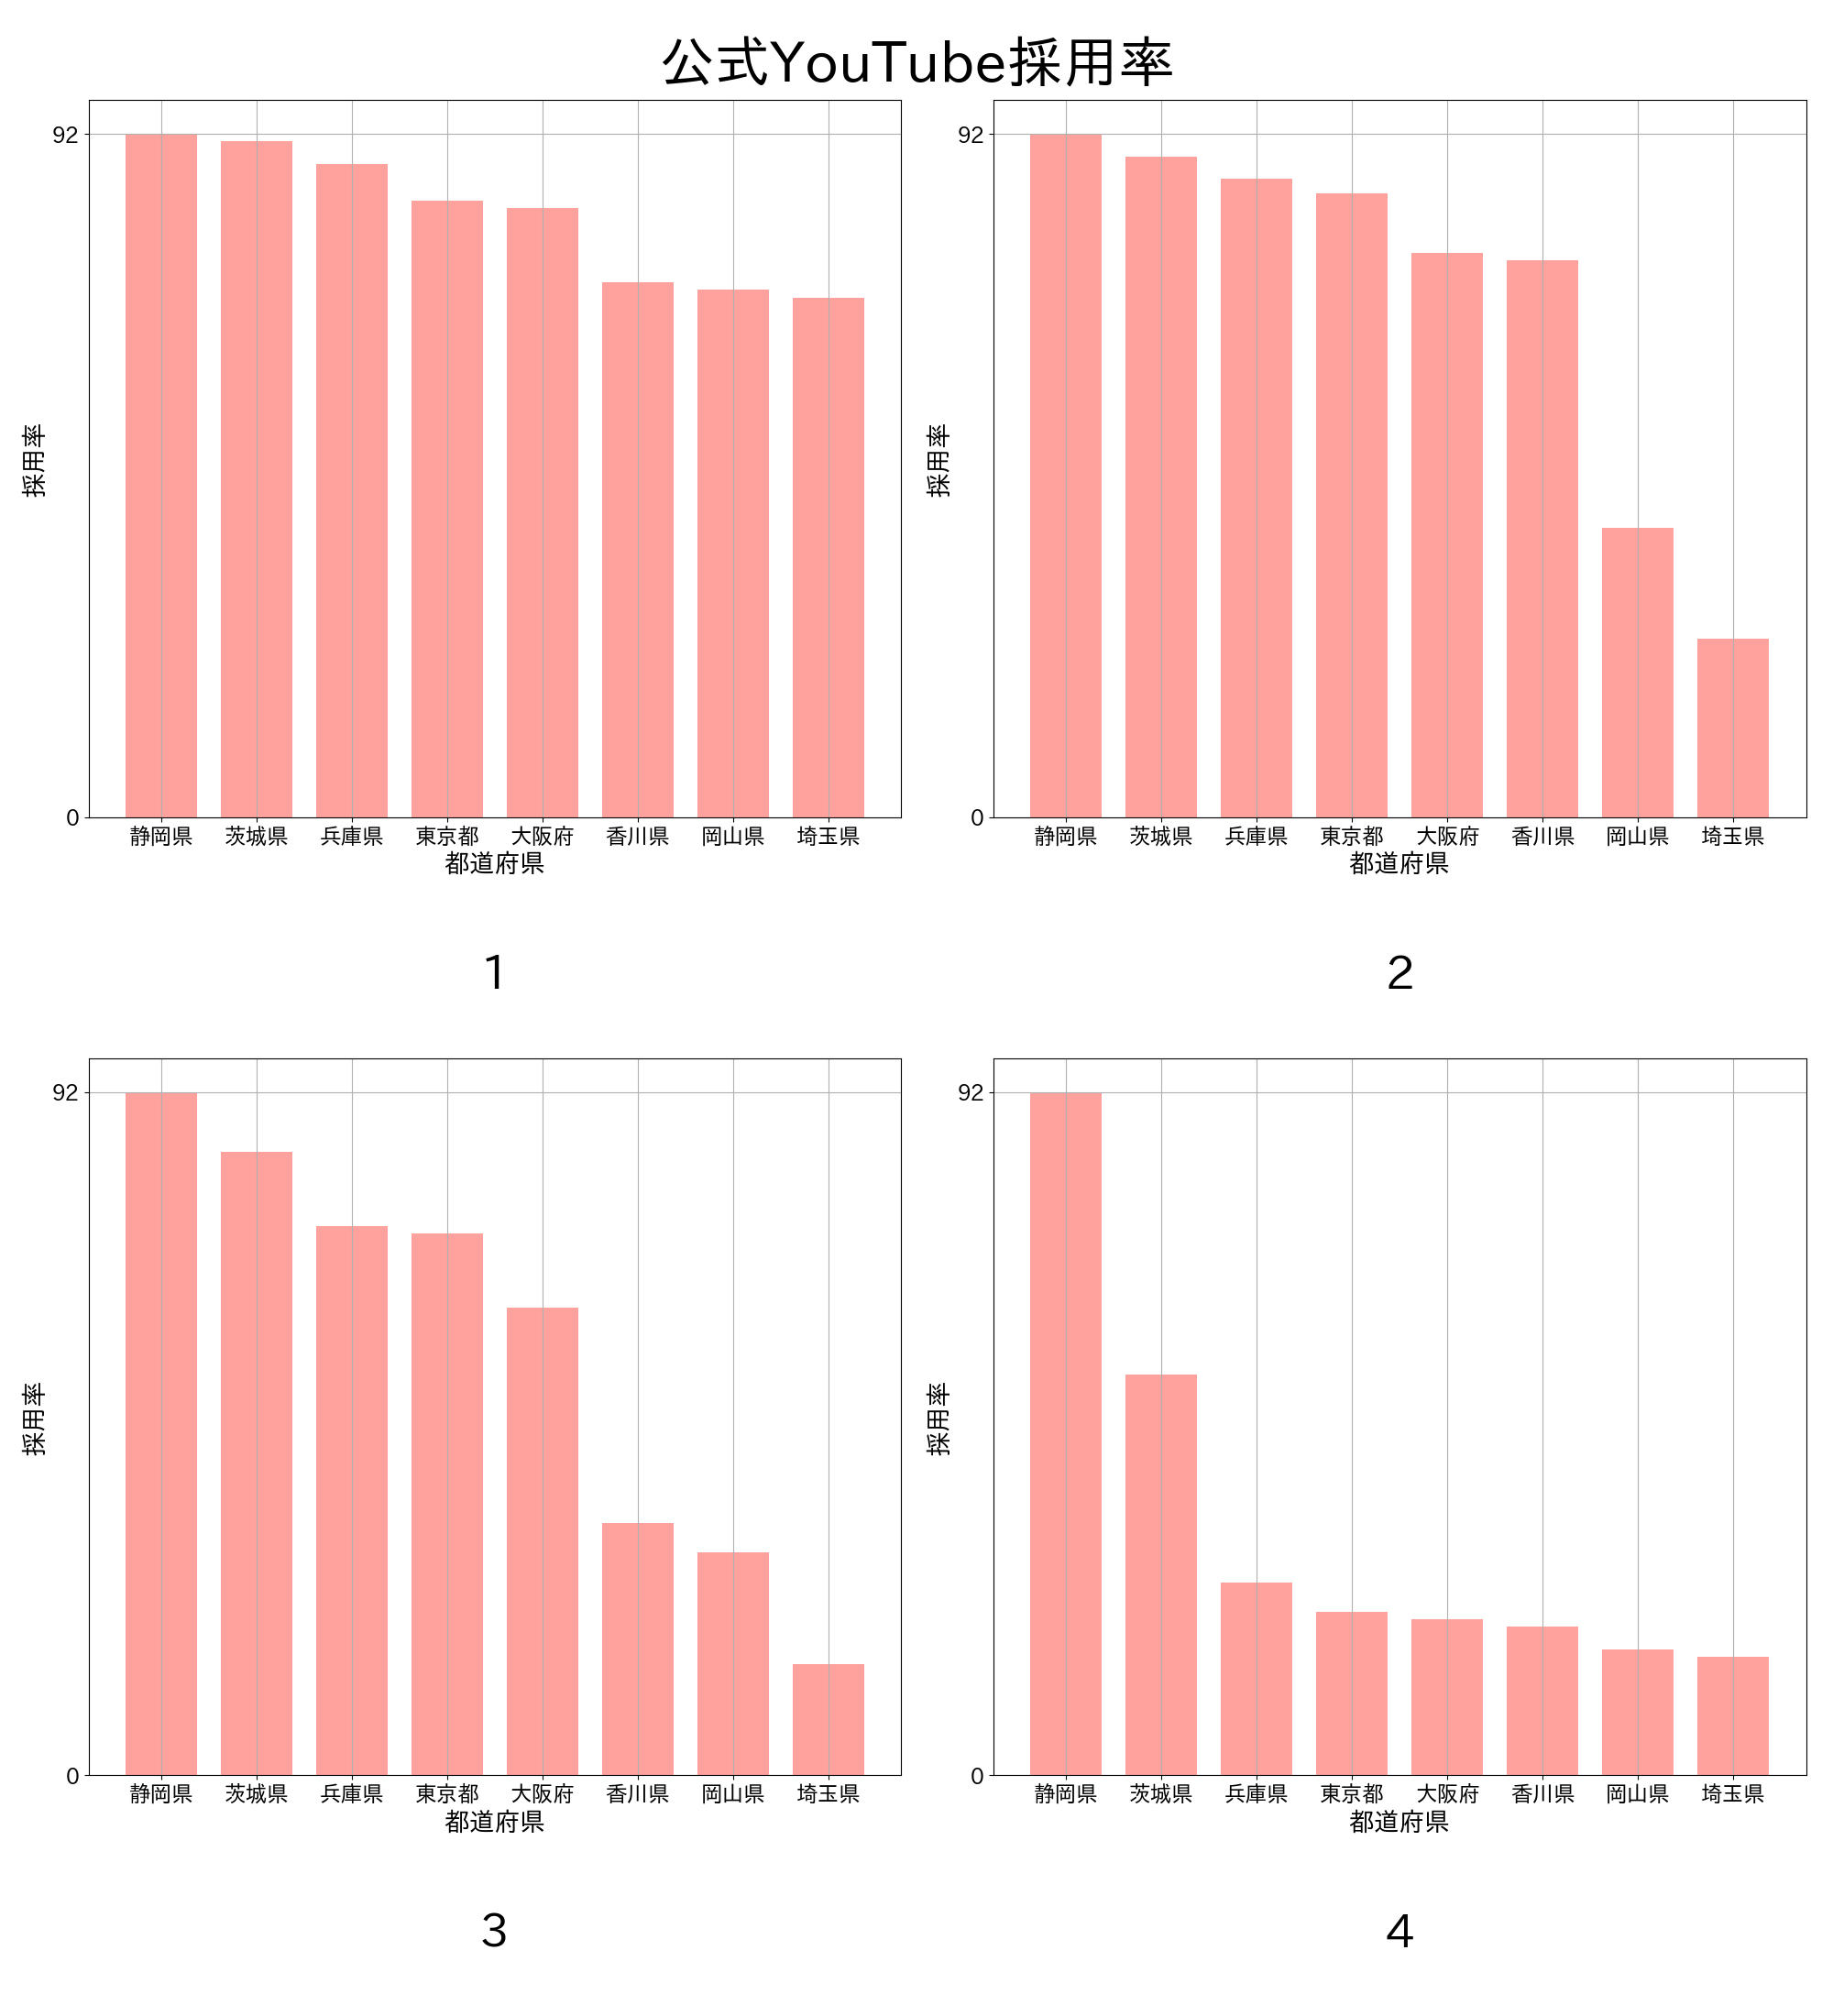 公式YouTube採用率
92
0
採用率
静岡県 茨城県 兵庫県 東京都 大阪府 香川県 岡山県 埼玉県
都道府県
1
92
0
採用率
静岡県 茨城県 兵庫県 東京都 大阪府 香川県 岡山県 埼玉県
都道府県
2
92
0
採用率
静岡県 茨城県 兵庫県 東京都 大阪府 香川県 岡山県 埼玉県
都道府県
3
92
0
採用率
静岡県 茨城県 兵庫県 東京都 大阪府 香川県 岡山県 埼玉県
都道府県
4